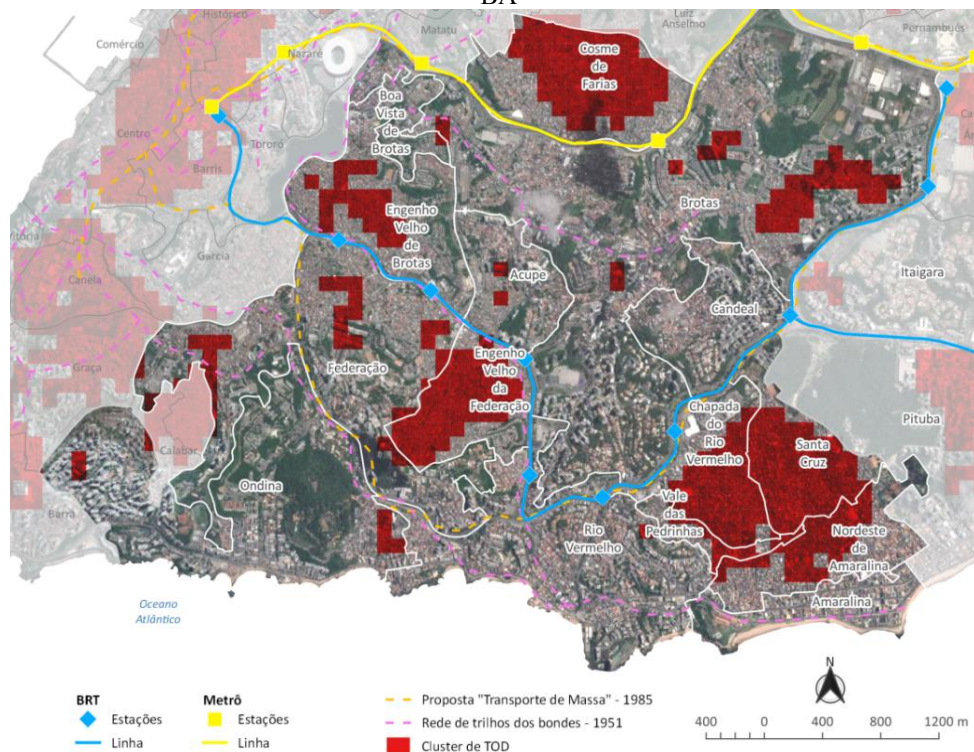 BA
Histórico
Luiz
Anselmo
Pernambués
Comércio
Nazaré
Matatu
Cosme
de
Farias
Boa
Vista
de
Brotas
Centro
Tororó
Barris
Brotas
Engenho
Velho
de
Brotas
Vitória
Garcia
Acupe
Itaigara
Canela
Candeal
Graça
Federação
Engenho
Velho
da
Federação
Chapada
do Rio
Vermelho
Santa
Cruz
Pituba
Calabar
Ondina
Vale
das
Pedrinhas
Barra
Rio
Vermelho
Nordeste
de
Amaralina
Amaralina
Oceano
Atlântico
N
BRT
Estações
Linha
Metrô
Estações
Linha
Proposta "Transporte de Massa" - 1985
Rede de trilhos dos bondes - 1951
Cluster de TOD
400 0 400 800 1200 m